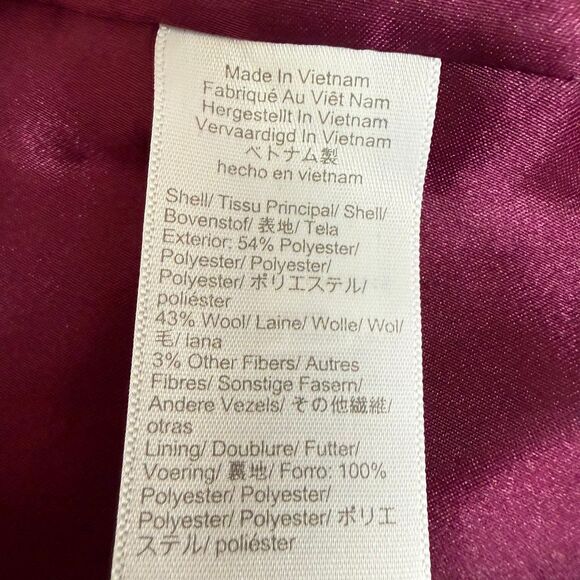 Made In Vietnam
Fabriqué Au Viêt Nam
Hergestellt In Vietnam
Vervaardigd In Vietnam
ベトナム製
hecho en vietnam
Shell/ Tissu Principal/ Shell/
Bovenstof/ 表地/ Tela
Exterior: 54% Polyester/
Polyester/ Polyester/
Polyester/ ポリエステル/
poliéster
43% Wool/ Laine/ Wolle/ Wol/
毛/ lana
3% Other Fibers/ Autres
Fibres/ Sonstige Fasern/
Andere Vezels/ その他繊維/
otras
Lining/ Doublure/ Futter/
Voering/ 裏地/ Forro: 100%
Polyester/ Polyester/
Polyester/ Polyester/ ポリエ
ステル/ poliéster